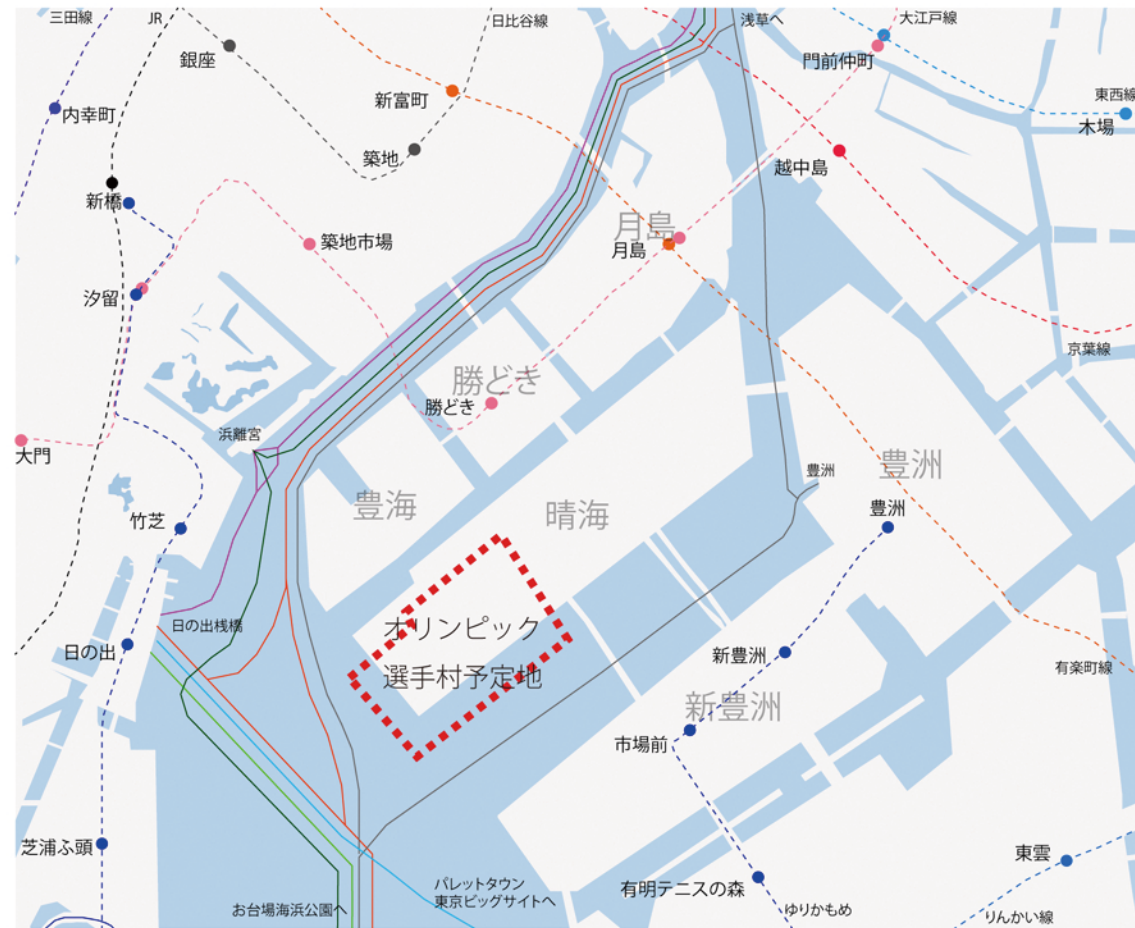 三田線
JR
日比谷線
浅草へ
大江戸線
銀座
門前仲町
新富町
東西線
内幸町
木場
築地
越中島
新橋
月島
築地市場
月島
汐留
京葉線
勝どき
勝どき
浜離宮
大門
豊洲
豊洲
豊海
晴海
豊洲
竹芝
オリンピック
選手村予定地
日の出桟橋
日の出
新豊洲
有楽町線
新豊洲
市場前
芝浦ふ頭
東雲
パレットタウン
東京ビッグサイトへ
有明テニスの森
お台場海浜公園へ
ゆりかもめ
りんかい線